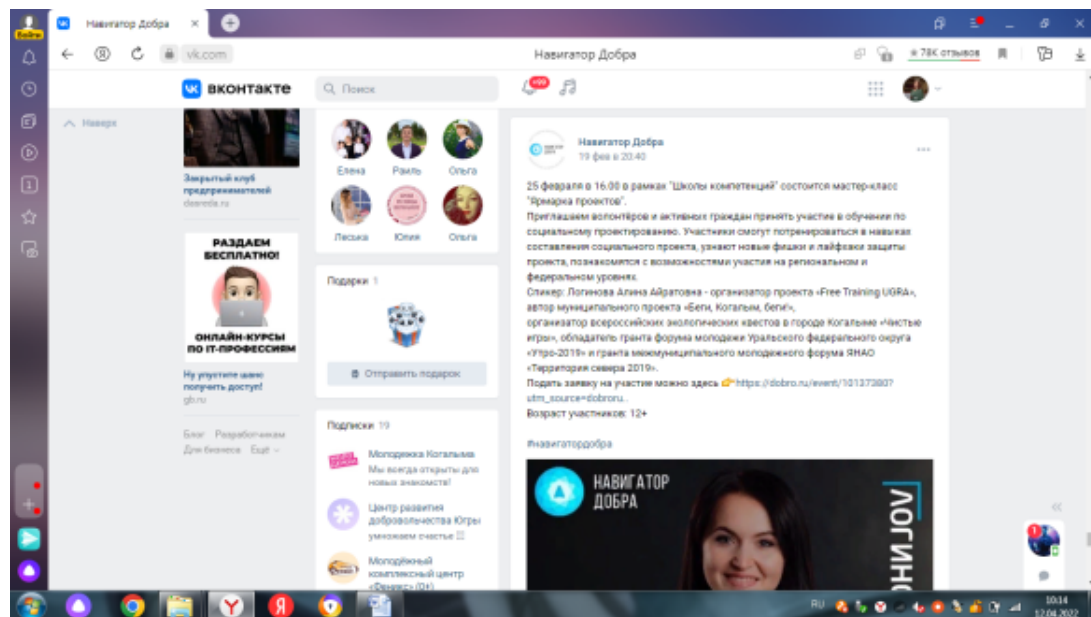 Войти
Навигатор Добра
vk.com
Навигатор Добра
78K отзывов
ВКОНТАКТЕ
Поиск
+99
Наверх
Закрытый клуб
предпринимателей
deereda.ru
РАЗДАЕМ
БЕСПЛАТНО!
ОНЛАЙН-КУРСЫ
ПО IT-ПРОФЕССИЯМ
Не упустите шанс
получить доступ!
gb.ru
Блог Разработчикам
Для бизнеса Ещё
Елена Раиль Ольга
Леська Юлия Ольга
Подарки 1
Отправить подарок
Подписки 19
Молодежка Когалыма
Мы всегда открыты для
новых знакомств!
Центр развития
добровольчества Югры
умножаем счастье
Молодёжный
комплексный центр
«Феникс» (0+)
Навигатор Добра
19 фев в 20:40
25 февраля в 16.00 в рамках "Школы компетенций" состоится мастер-класс
"Ярмарка проектов".
Приглашаем волонтёров и активных граждан принять участие в обучении по
социальному проектированию. Участники смогут потренироваться в навыках
составления социального проекта, узнают новые фишки и лайфхаки защиты
проекта, познакомятся с возможностями участия на региональном и
федеральном уровнях.
Спикер: Логинова Алина Айратовна - организатор проекта «Free Training UGRA»,
автор муниципального проекта «Беги, Когалым, беги!»,
организатор всероссийских экологических квестов в городе Когалыме «Чистые
игры», обладатель гранта форума молодежи Уральского федерального округа
«Утро-2019» и гранта межмуниципального молодежного форума ЯНАО
«Территория севера 2019».
Подать заявку на участие можно здесь https://dobro.ru/event/10137380?
utm_source=dobroru..
Возраст участников: 12+
#навигатордобра
НАВИГАТОР
ДОБРА
ЛОГИНО
RU
10:14
12.04.2022